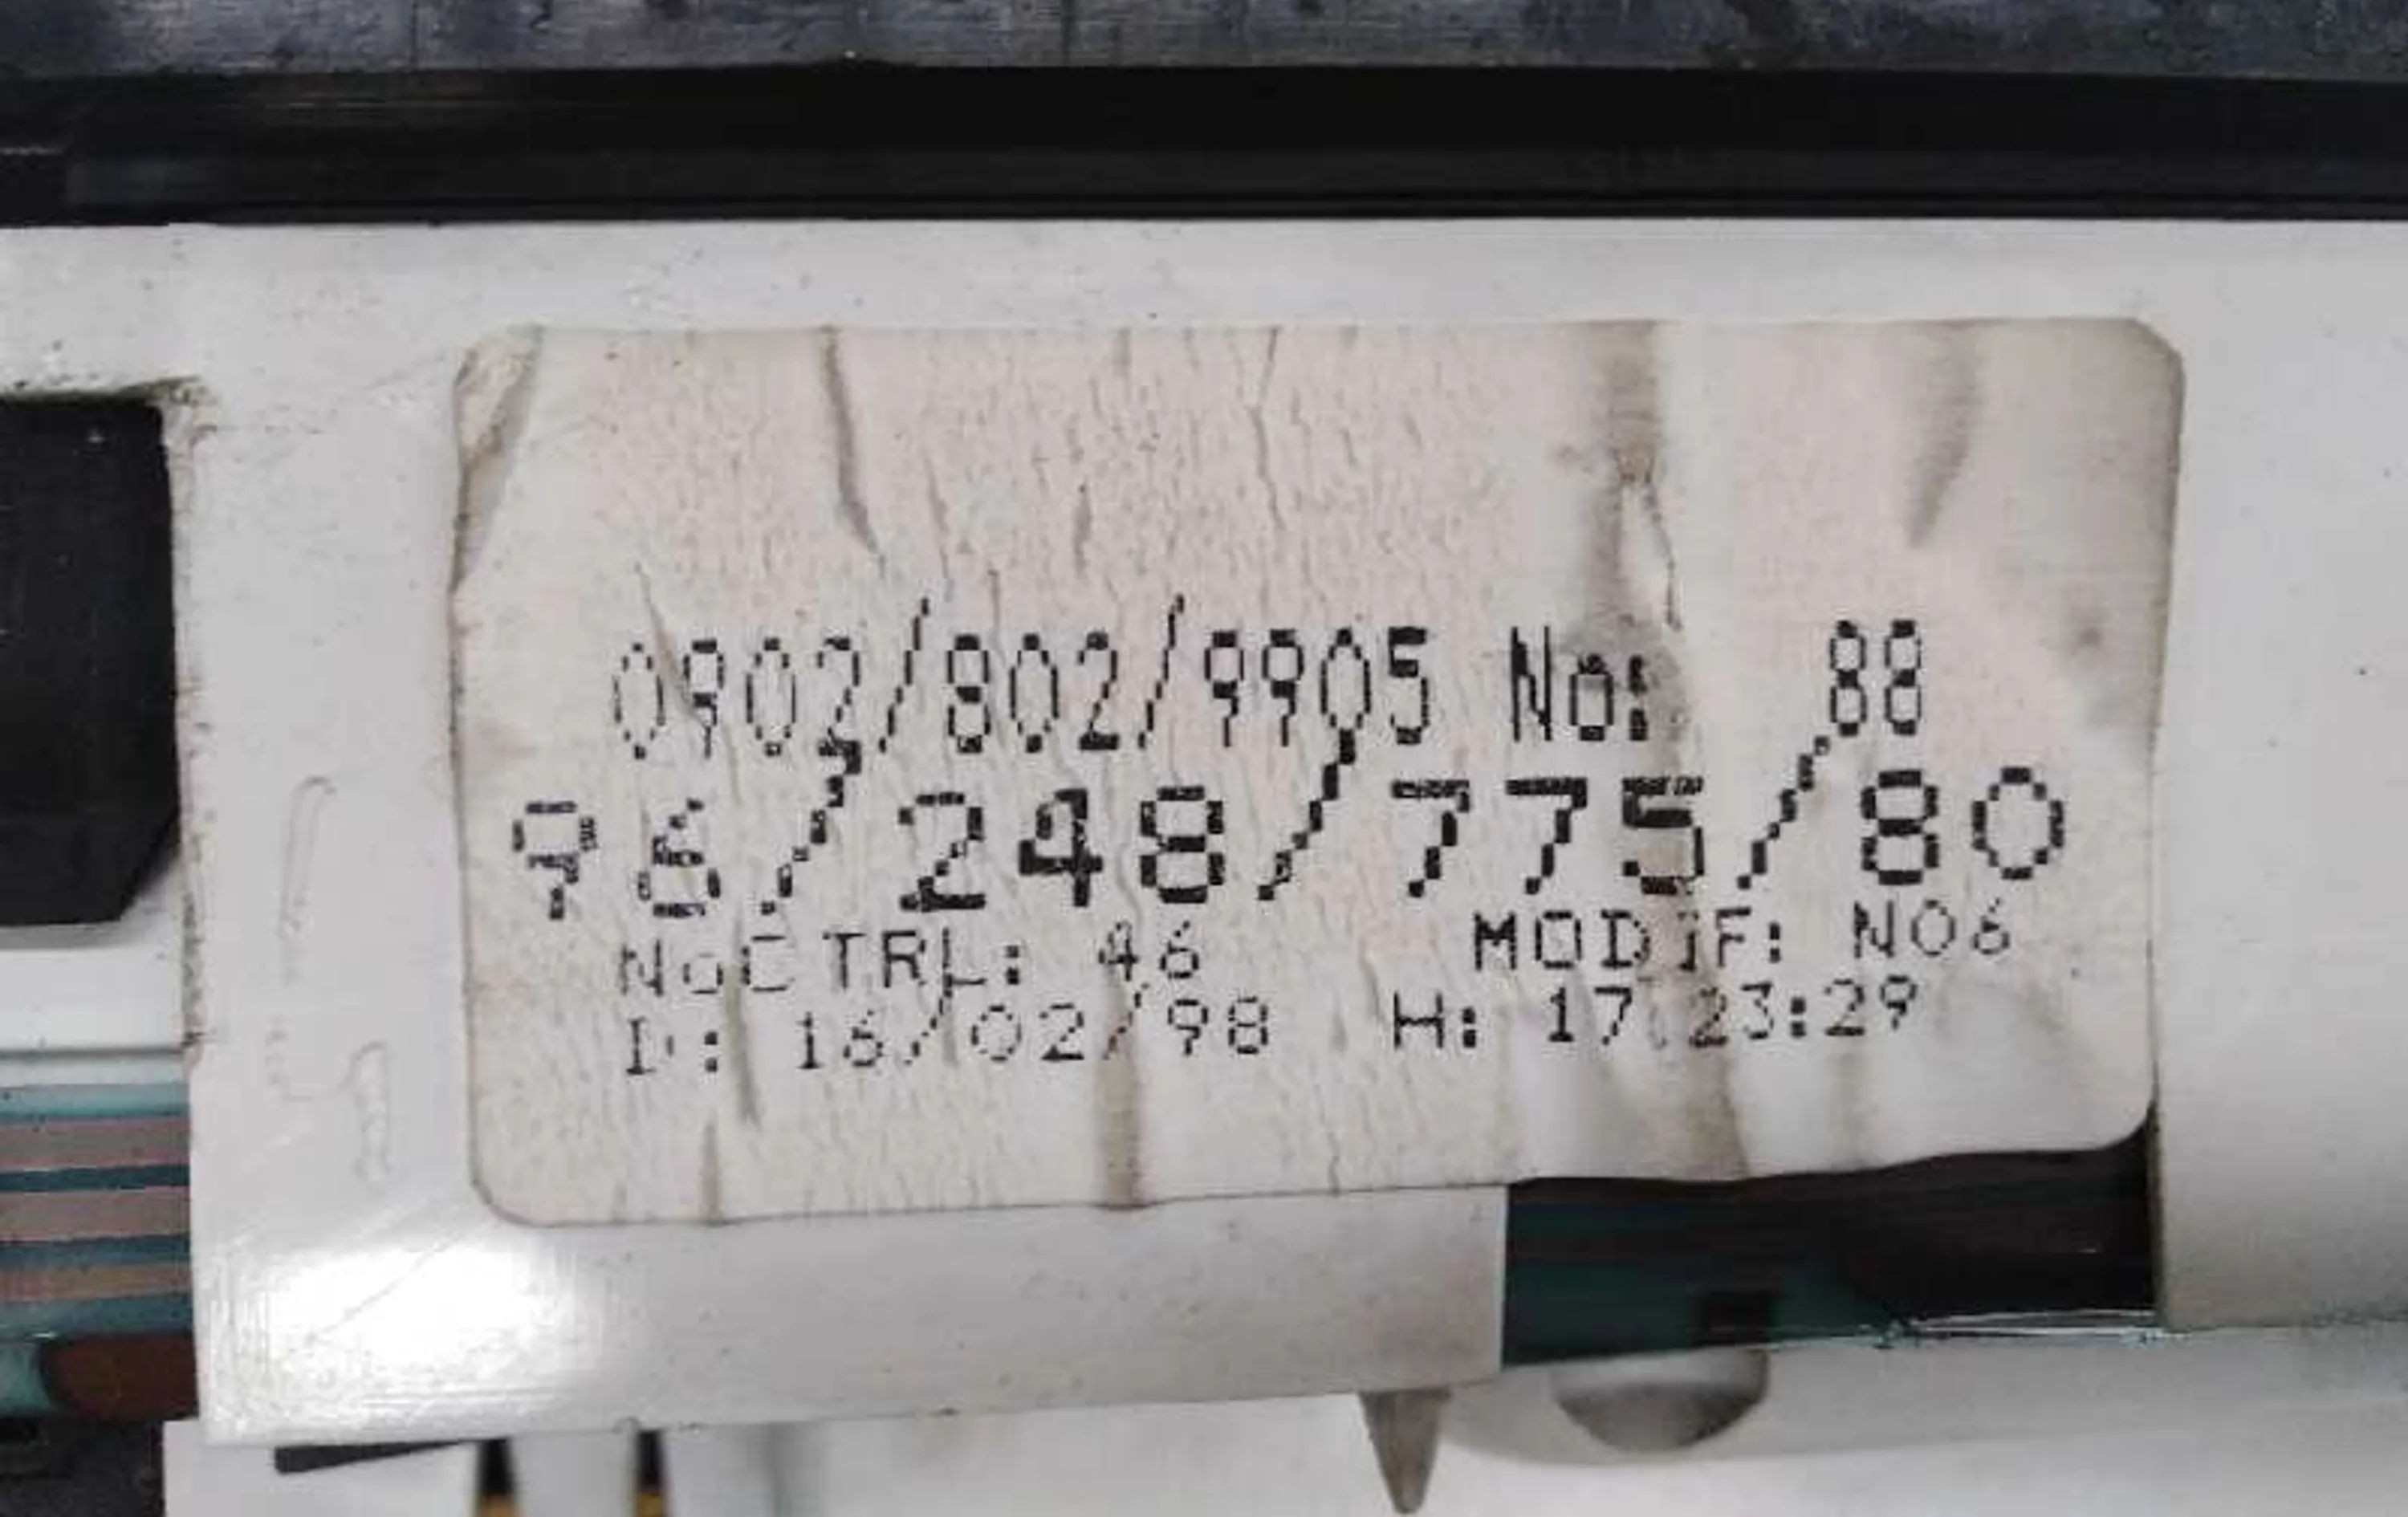 0902/802/9905 No: 88
96/248/775/80
NoCTRL: 46 MODIF: N06
D: 16/02/98 H: 17:23:29